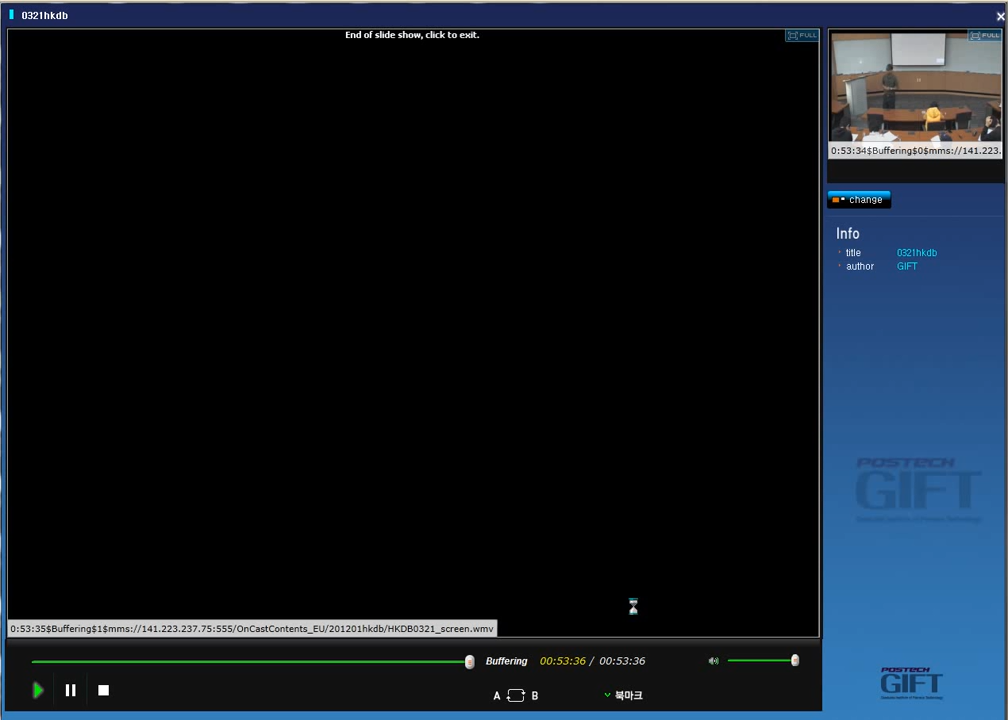 0321hkdb
End of slide show, click to exit.
FULL
FULL
0:53:34$Buffering$0$mms://141.223.
change
Info
title 0321hkdb
author GIFT
POSTECH
GIFT
0:53:35$Buffering$1$mms://141.223.237.75:555/OnCastContents_EU/201201hkdb/HKDB0321_screen.wmv
Buffering 00:53:36 / 00:53:36
A B
북마크
POSTECH
GIFT